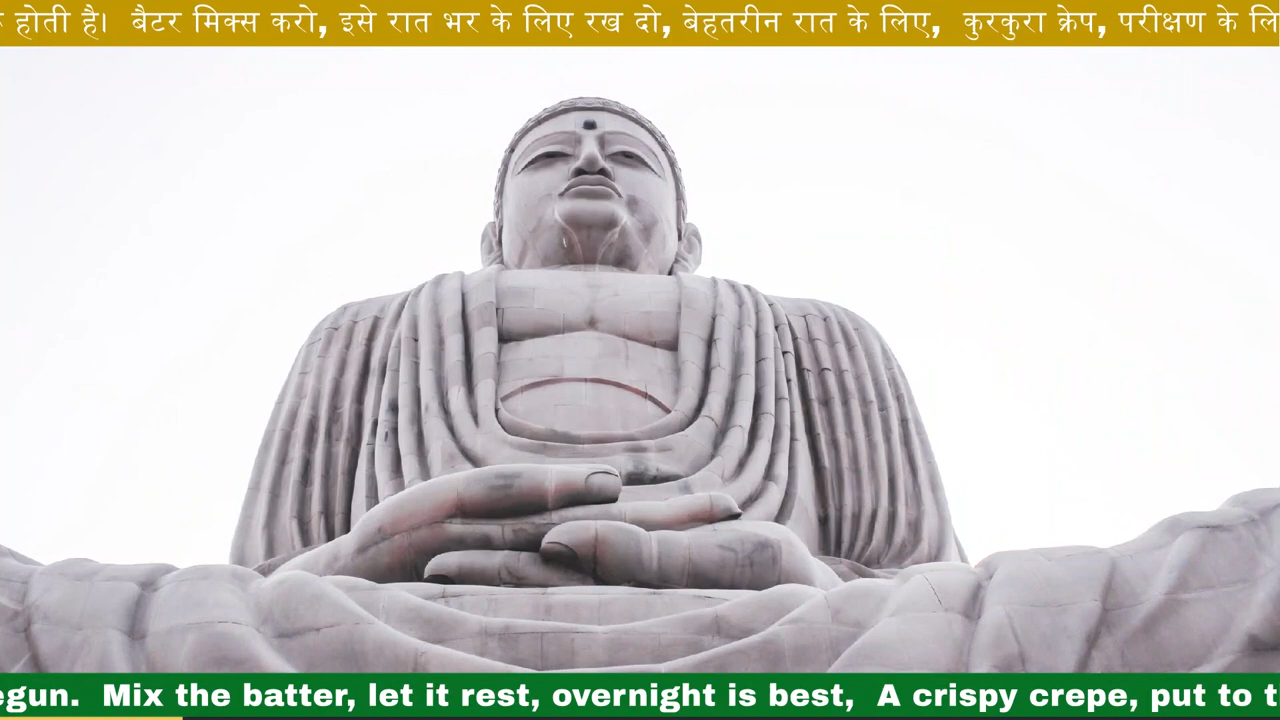 होती है। बैटर मिक्स करो, इसे रात भर के लिए रख दो, बेहतरीन रात के लिए, कुरकुरा क्रेप, परीक्षण के
egun. Mix the batter, let it rest, overnight is best, A crispy crepe, put to t